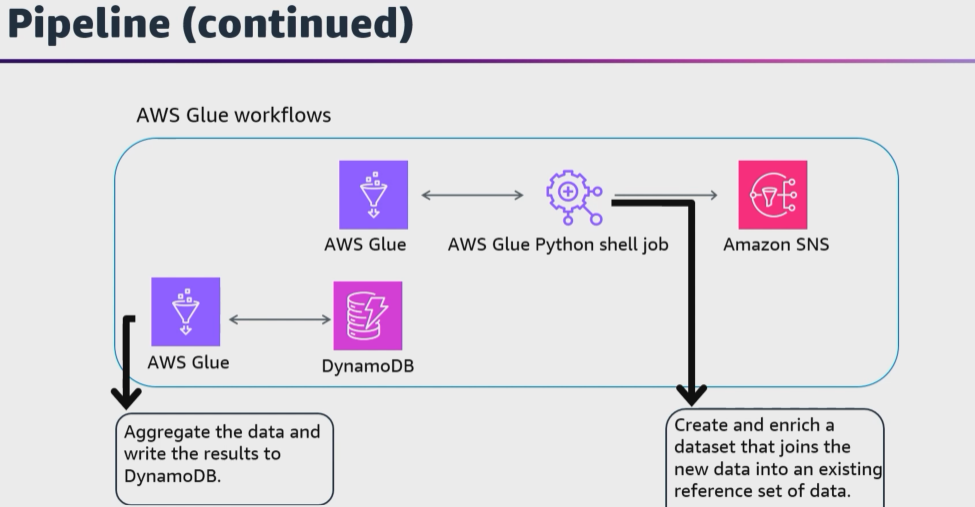 Pipeline (continued)
AWS Glue workflows
AWS Glue
AWS Glue Python shell job
Amazon SNS
AWS Glue
DynamoDB
Aggregate the data and
write the results to
DynamoDB.
Create and enrich a
dataset that joins the
new data into an existing
reference set of data.